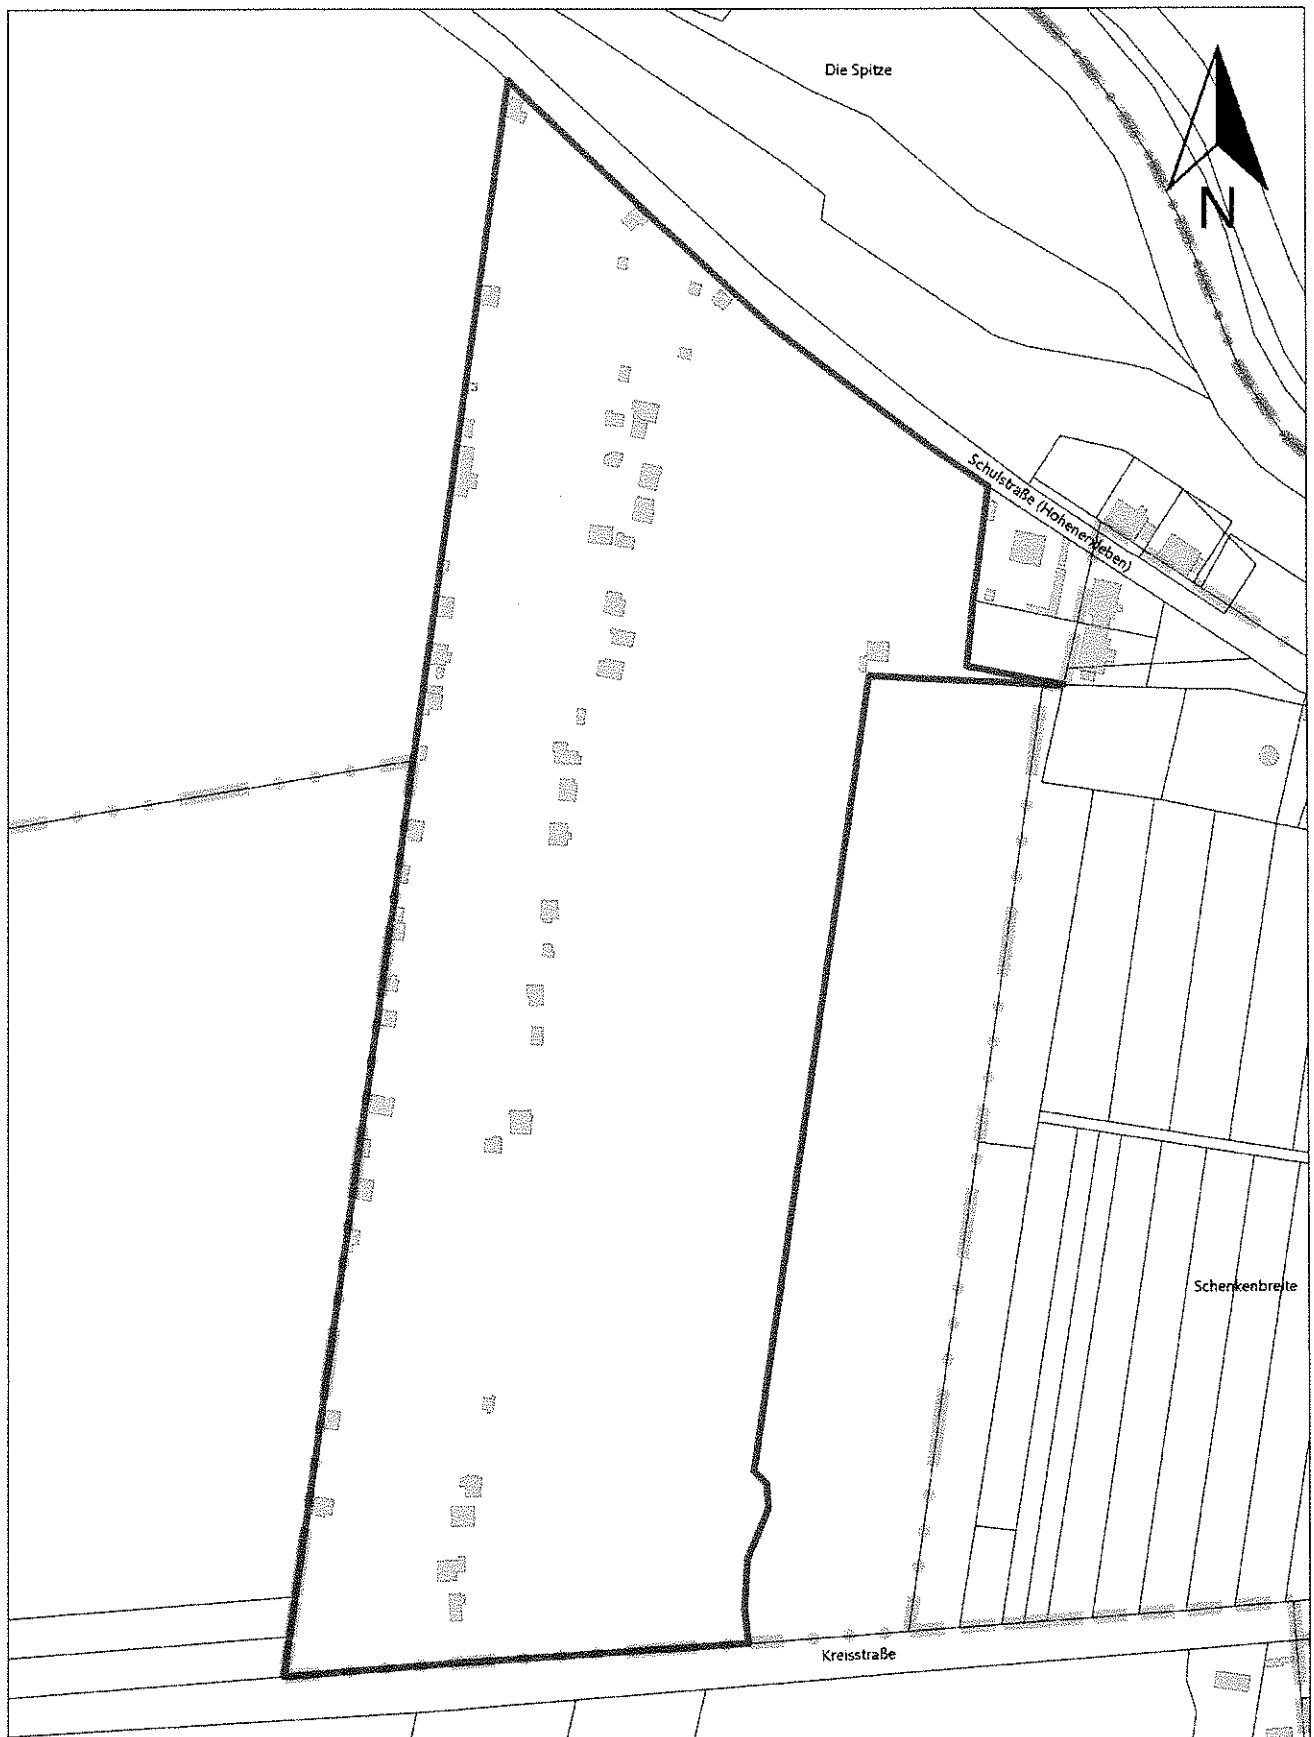 Die Spitze
N
Schulstraße (Hohenerxleben)
Schenkenbreite
Kreisstraße